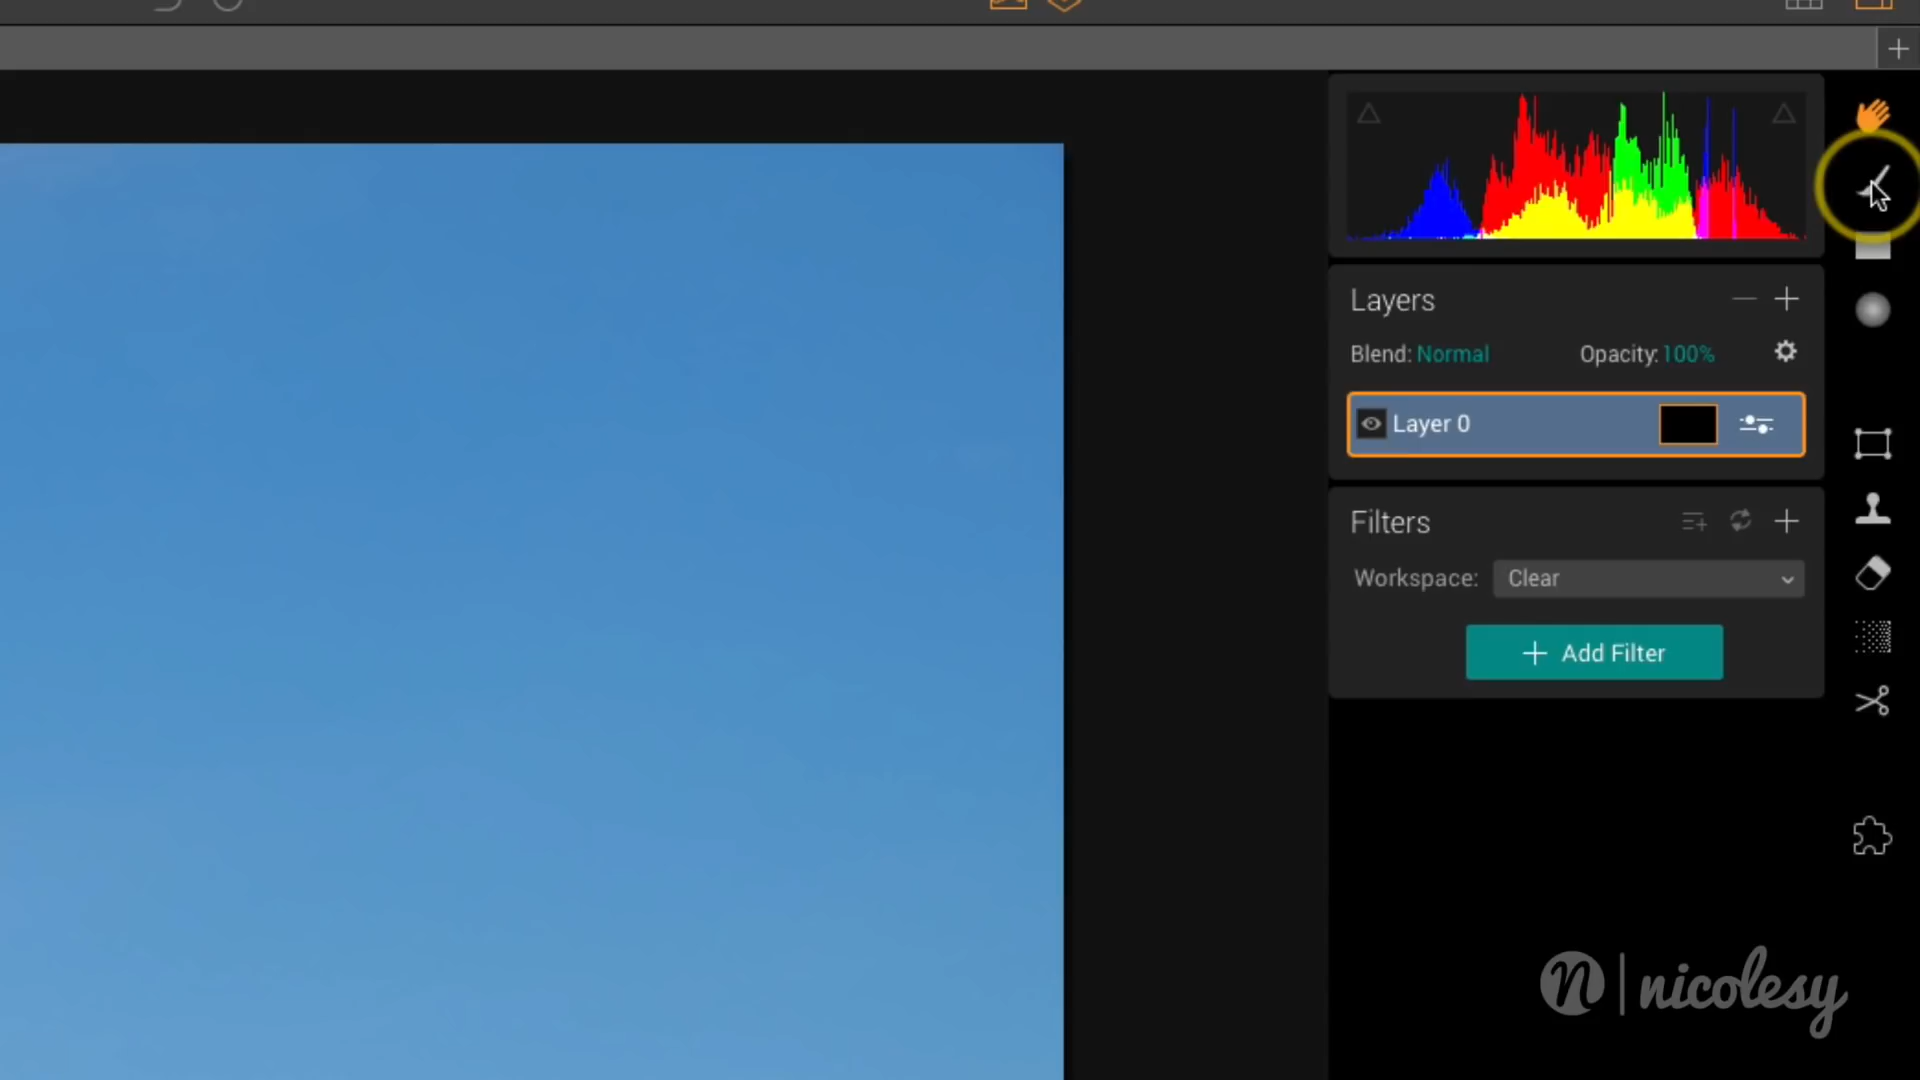 Layers
Blend: Normal Opacity: 100%
Layer 0
Filters
Workspace: Clear
Add Filter
n | nicolesy